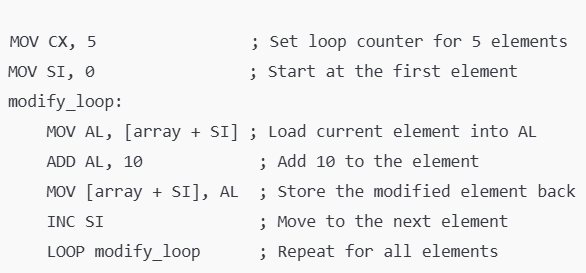 MOV CX, 5                ; Set loop counter for 5 elements
MOV SI, 0                ; Start at the first element
modify_loop:
    MOV AL, [array + SI] ; Load current element into AL
    ADD AL, 10            ; Add 10 to the element
    MOV [array + SI], AL  ; Store the modified element back
    INC SI                ; Move to the next element
    LOOP modify_loop      ; Repeat for all elements